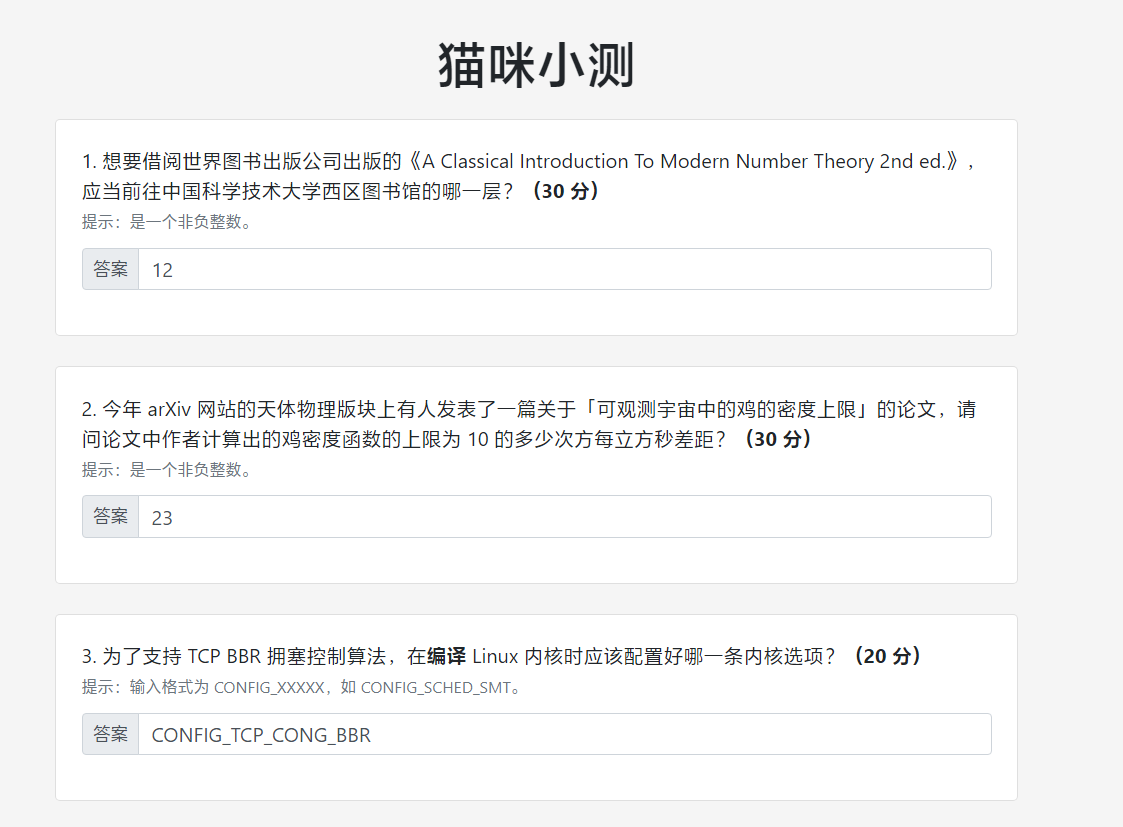 猫咪小测
1. 想要借阅世界图书出版公司出版的《A Classical Introduction To Modern Number Theory 2nd ed.》，
应当前往中国科学技术大学西区图书馆的哪一层？（30 分）
提示：是一个非负整数。
答案 12
2. 今年 arXiv 网站的天体物理版块上有人发表了一篇关于「可观测宇宙中的鸡的密度上限」的论文，请
问论文中作者计算出的鸡密度函数的上限为 10 的多少次方每立方秒差距？（30 分）
提示：是一个非负整数。
答案 23
3. 为了支持 TCP BBR 拥塞控制算法，在编译 Linux 内核时应该配置好哪一条内核选项？（20 分）
提示：输入格式为 CONFIG_XXXXX，如 CONFIG_SCHED_SMT。
答案 CONFIG_TCP_CONG_BBR